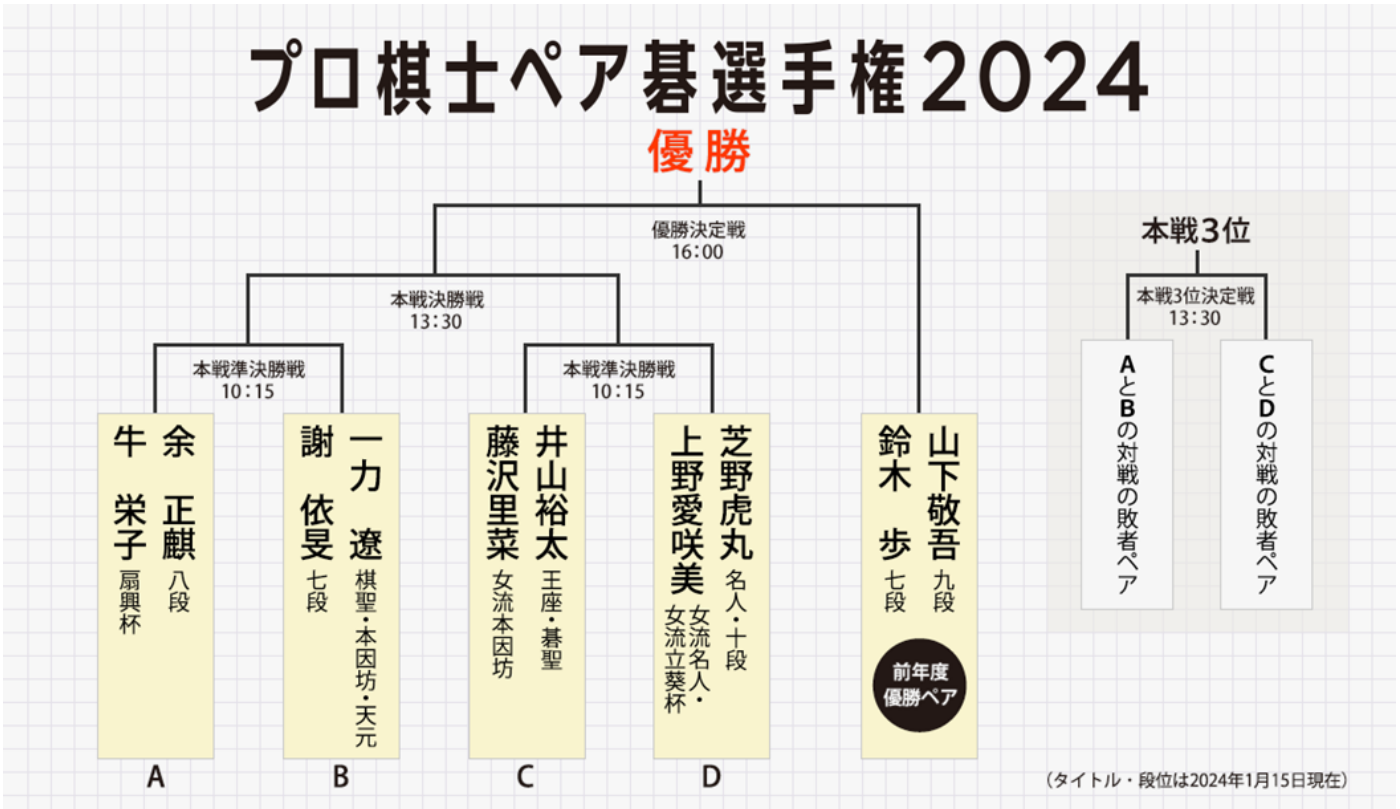 プロ棋士ペア碁選手権2024
優勝
優勝決定戦
16:00
本戦決勝戦
13:30
本戦準決勝戦
10:15
本戦準決勝戦
10:15
余 正麒 八段
牛 栄子 扇興杯
A
一力 遼 棋聖・本因坊・天元
謝 依旻 七段
B
井山裕太 王座・碁聖
藤沢里菜 女流本因坊
C
芝野虎丸 名人・十段
上野愛咲美 女流名人・
女流立葵杯
D
山下敬吾 九段
鈴木 歩 七段
前年度
優勝ペア
本戦3位
本戦3位決定戦
13:30
AとBの対戦の敗者ペア
CとDの対戦の敗者ペア
(タイトル・段位は2024年1月15日現在)